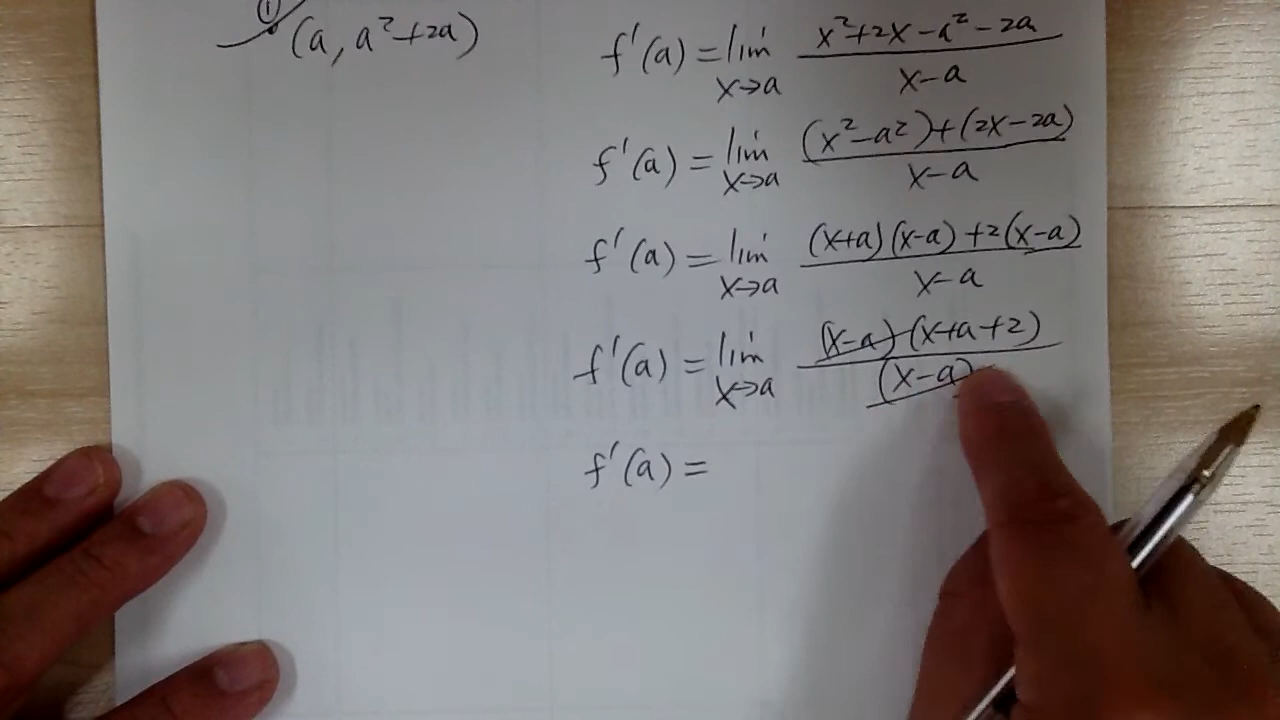 ①
(a, a²+2a)
f'(a) = lim x→a (x²+2x-a²-2a)/(x-a)
f'(a) = lim x→a ((x²-a²)+(2x-2a))/(x-a)
f'(a) = lim x→a ((x+a)(x-a)+2(x-a))/(x-a)
f'(a) = lim x→a ((x-a)(x+a+2))/(x-a)
f'(a) =